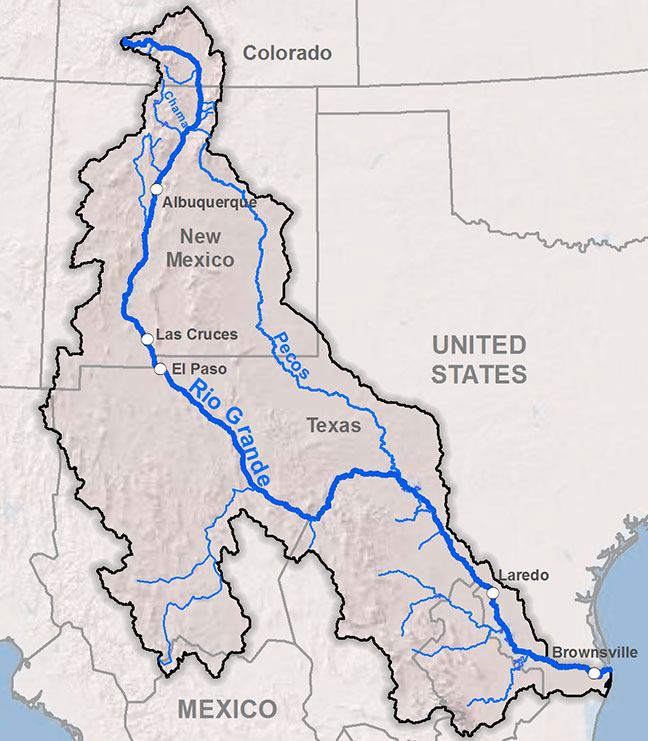 Colorado
Chama
Albuquerque
New
Mexico
Las Cruces
El Paso
Pecos
UNITED
STATES
Rio Grande
Texas
Laredo
Brownsville
MEXICO